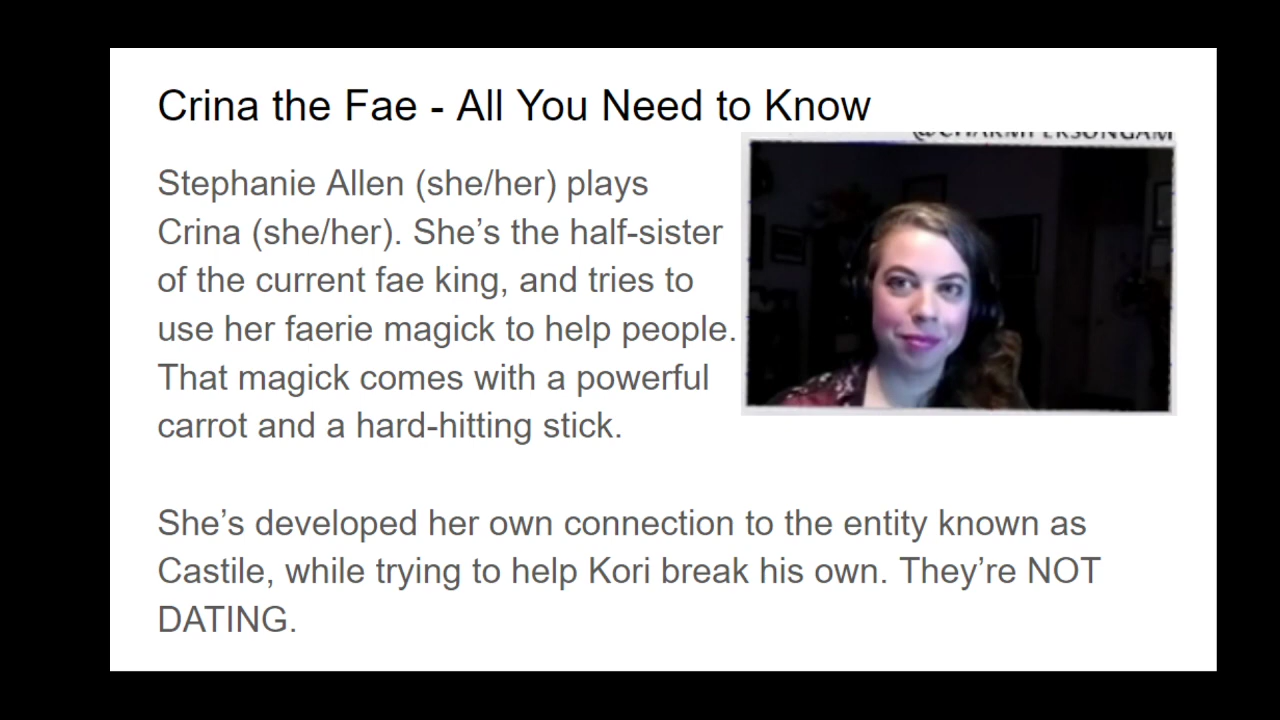 Crina the Fae - All You Need to Know
Stephanie Allen (she/her) plays
Crina (she/her). She’s the half-sister
of the current fae king, and tries to
use her faerie magick to help people.
That magick comes with a powerful
carrot and a hard-hitting stick.
She’s developed her own connection to the entity known as
Castile, while trying to help Kori break his own. They’re NOT
DATING.